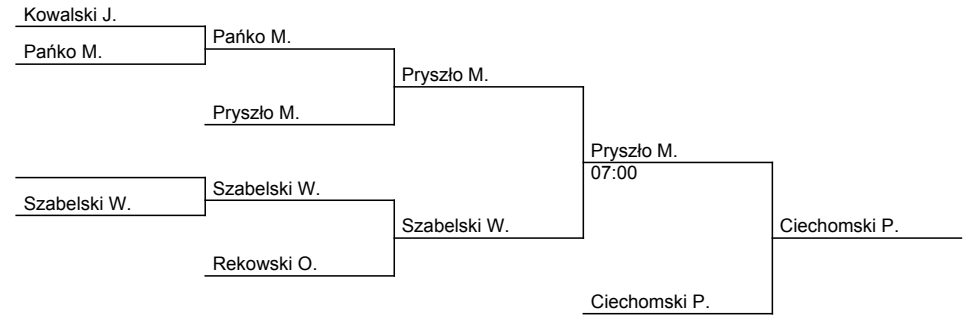 Kowalski J.
Pańko M.
Pańko M.
Pryszło M.
Pryszło M.
Pryszło M.
07:00
Szabelski W.
Szabelski W.
Szabelski W.
Ciechomski P.
Rekowski O.
Ciechomski P.